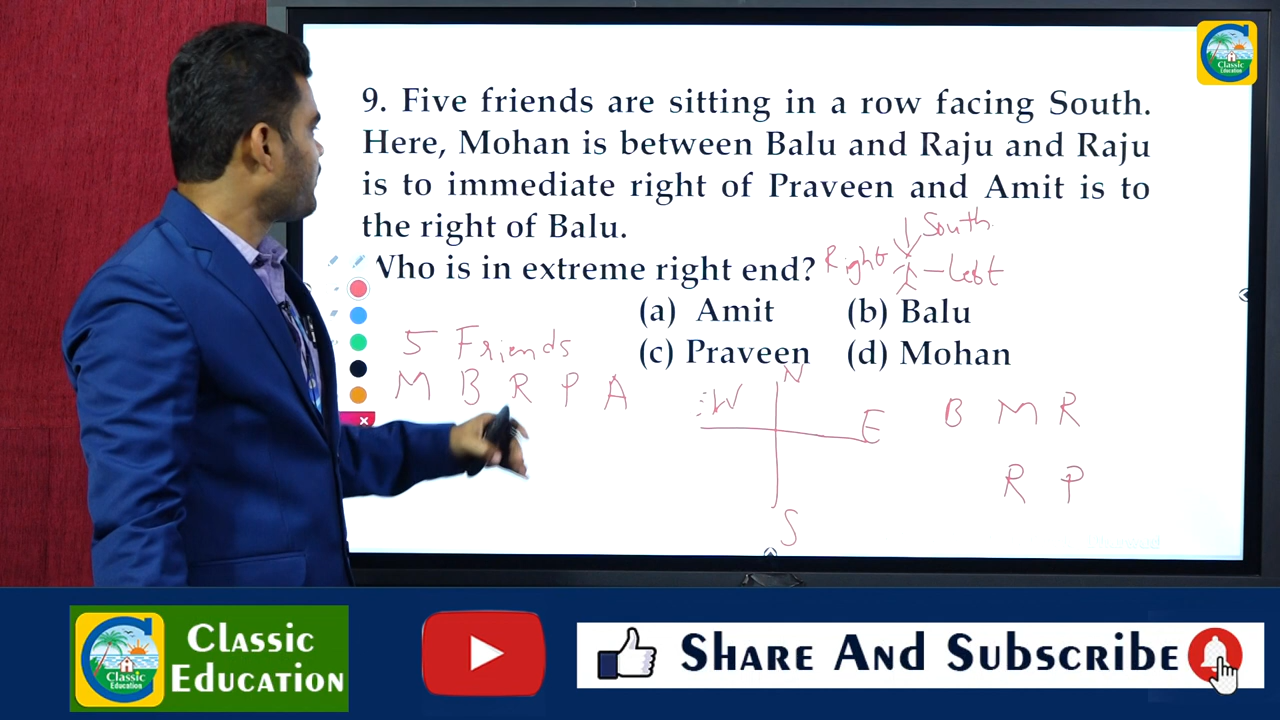 Classic
Education
9. Five friends are sitting in a row facing South.
Here, Mohan is between Balu and Raju and Raju
is to immediate right of Praveen and Amit is to
the right of Balu.
Who is in extreme right end?
South
Right
Left
(a) Amit (b) Balu
(c) Praveen (d) Mohan
5 Friends
M B R P A
N
W
E
S
B M R
R P
Classic
Education
Classic
Education
Share And Subscribe